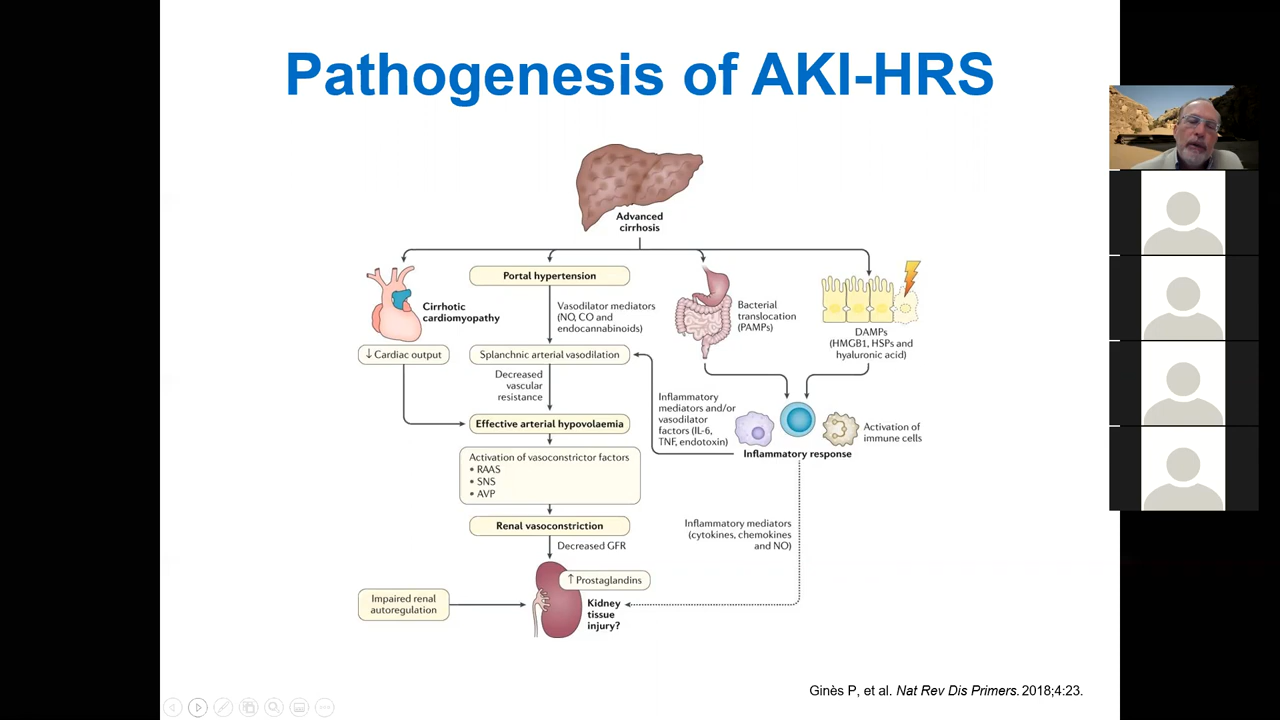 Pathogenesis of AKI-HRS
Advanced
cirrhosis
Cirrhotic
cardiomyopathy
↓ Cardiac output
Portal hypertension
Vasodilator mediators
(NO, CO and
endocannabinoids)
Splanchnic arterial vasodilation
Decreased
vascular
resistance
Effective arterial hypovolaemia
Activation of vasoconstrictor factors
• RAAS
• SNS
• AVP
Renal vasoconstriction
Decreased GFR
↑ Prostaglandins
Kidney
tissue
injury?
Impaired renal
autoregulation
Bacterial
translocation
(PAMPs)
DAMPs
(HMGB1, HSPs and
hyaluronic acid)
Inflammatory
mediators and/or
vasodilator
factors (IL-6,
TNF, endotoxin)
Activation of
immune cells
Inflammatory response
Inflammatory mediators
(cytokines, chemokines
and NO)
Ginès P, et al. Nat Rev Dis Primers. 2018;4:23.